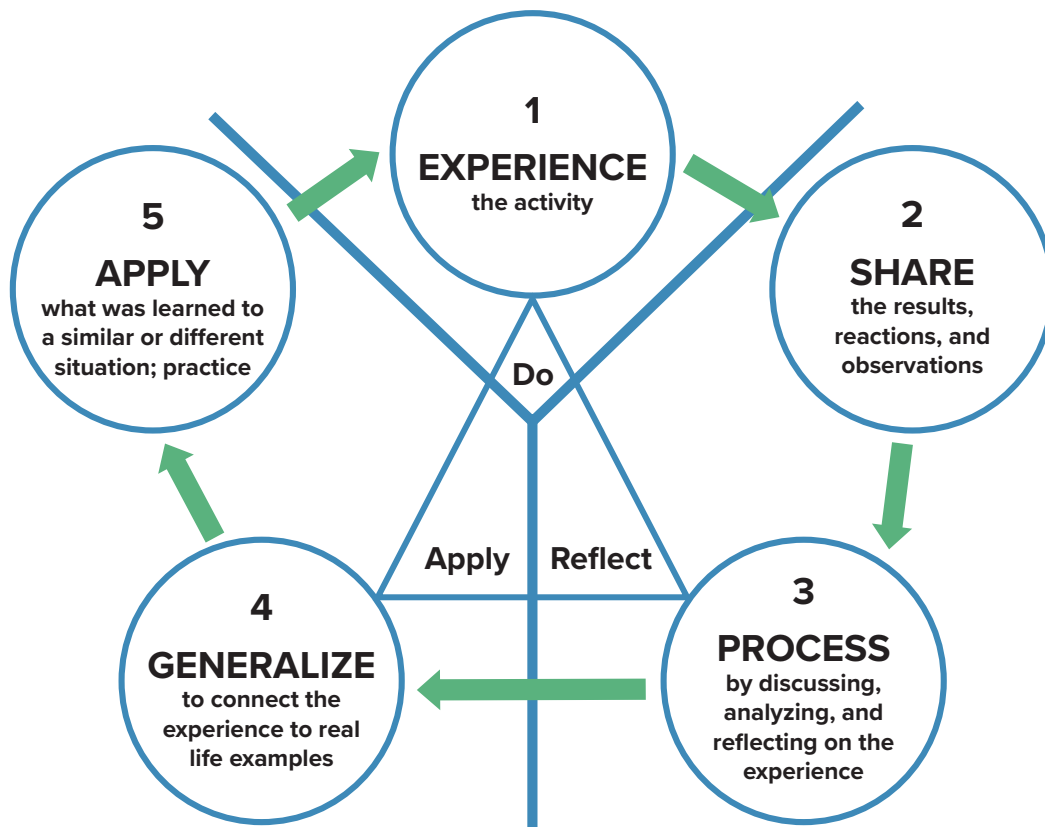 1
EXPERIENCE
the activity
2
SHARE
the results,
reactions, and
observations
3
PROCESS
by discussing,
analyzing, and
reflecting on the
experience
4
GENERALIZE
to connect the
experience to real
life examples
5
APPLY
what was learned to
a similar or different
situation; practice
Do
Reflect
Apply